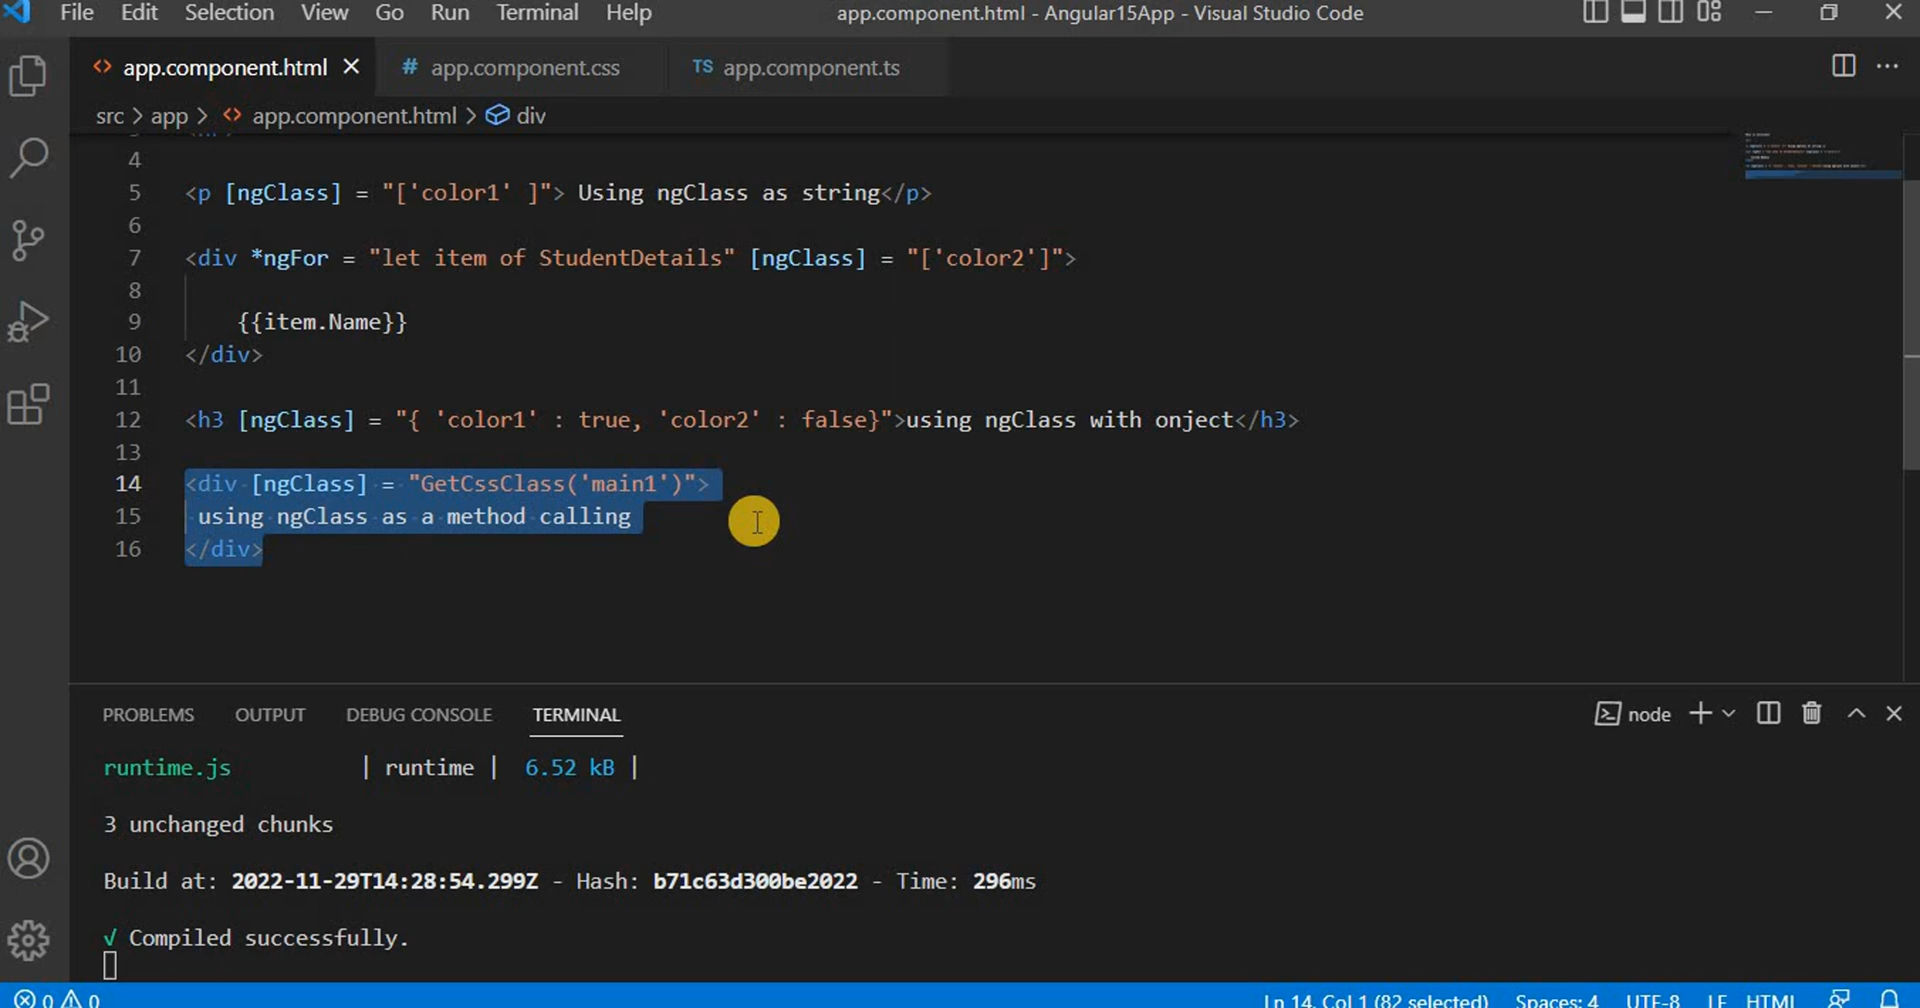 File Edit Selection View Go Run Terminal Help app.component.html - Angular15App - Visual Studio Code
app.component.html # app.component.css TS app.component.ts
src > app > app.component.html > div
4
5 <p [ngClass] = "['color1' ]"> Using ngClass as string</p>
6
7 <div *ngFor = "let item of StudentDetails" [ngClass] = "['color2']">
8
9 {{item.Name}}
10 </div>
11
12 <h3 [ngClass] = "{ 'color1' : true, 'color2' : false}">using ngClass with onject</h3>
13
14 <div [ngClass] = "GetCssClass('main1')">
15 using ngClass as a method calling
16 </div>
PROBLEMS OUTPUT DEBUG CONSOLE TERMINAL node
runtime.js | runtime | 6.52 kB |
3 unchanged chunks
Build at: 2022-11-29T14:28:54.299Z - Hash: b71c63d300be2022 - Time: 296ms
√ Compiled successfully.
0 0 Ln 14, Col 1 (82 selected) Spaces: 4 UTF-8 LF HTML